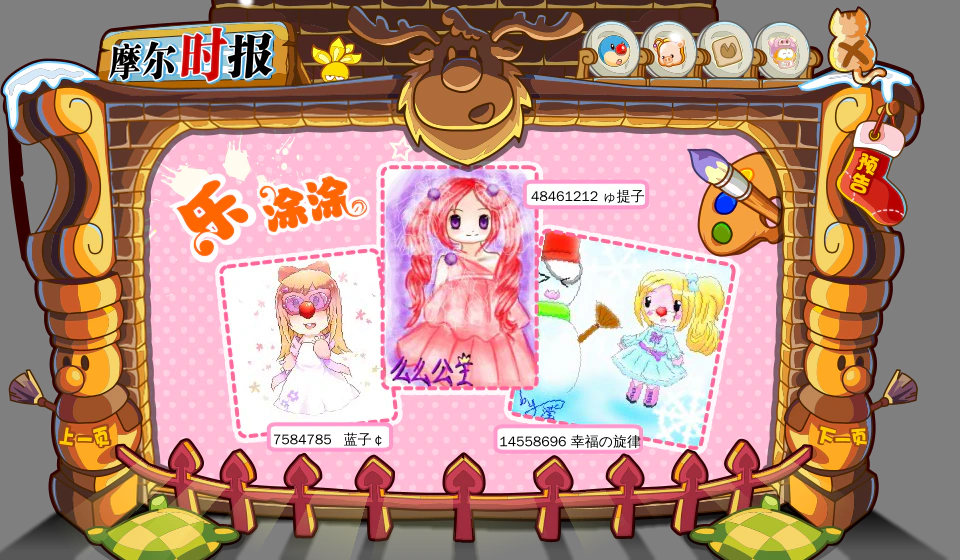 摩尔时报
预告
乐涂涂
48461212 ゅ提子
么么公主
7584785 蓝子￠
14558696 幸福の旋律
by
上一页
下一页